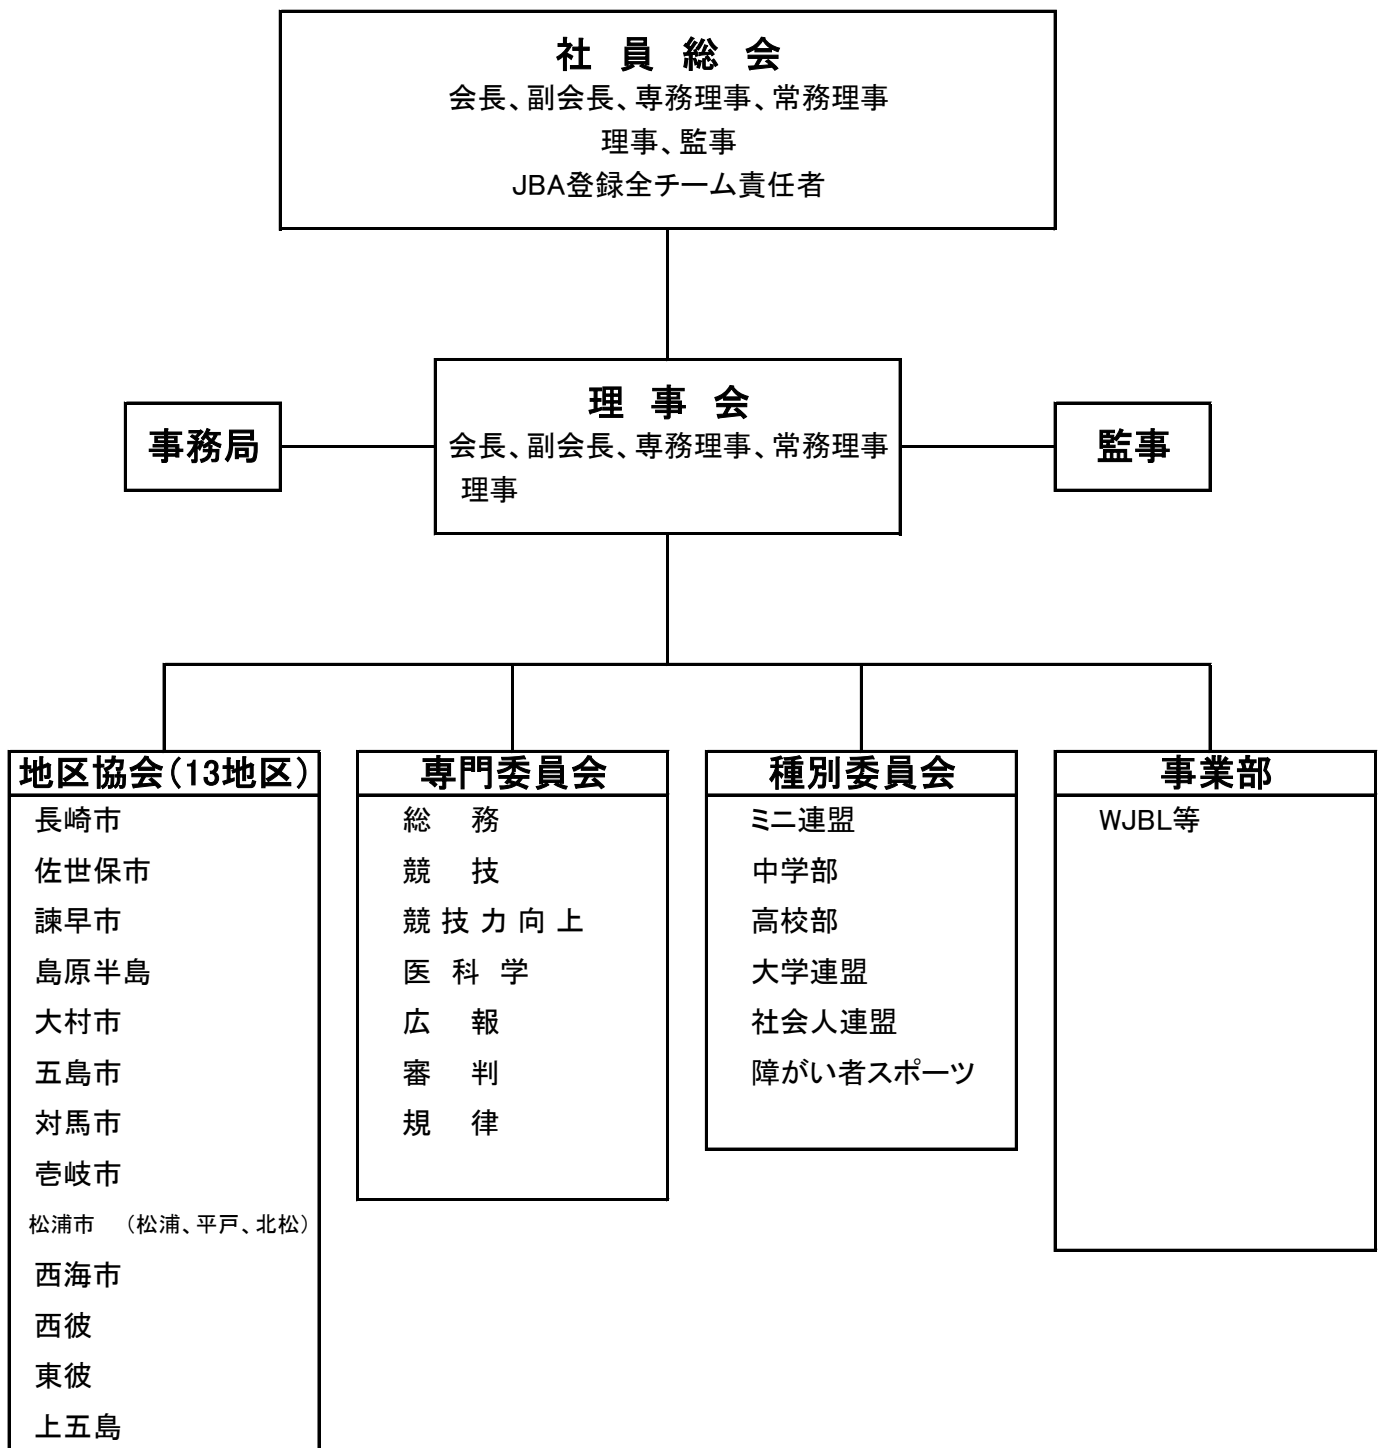 社 員 総 会
会長、副会長、専務理事、常務理事
理事、監事
JBA登録全チーム責任者
理 事 会
会長、副会長、専務理事、常務理事
理事
事務局
監事
地区協会(13地区)
長崎市
佐世保市
諫早市
島原半島
大村市
五島市
対馬市
壱岐市
松浦市 (松浦、平戸、北松)
西海市
西彼
東彼
上五島
専門委員会
総 務
競 技
競 技 力 向 上
医 科 学
広 報
審 判
規 律
種別委員会
ミニ連盟
中学部
高校部
大学連盟
社会人連盟
障がい者スポーツ
事業部
WJBL等